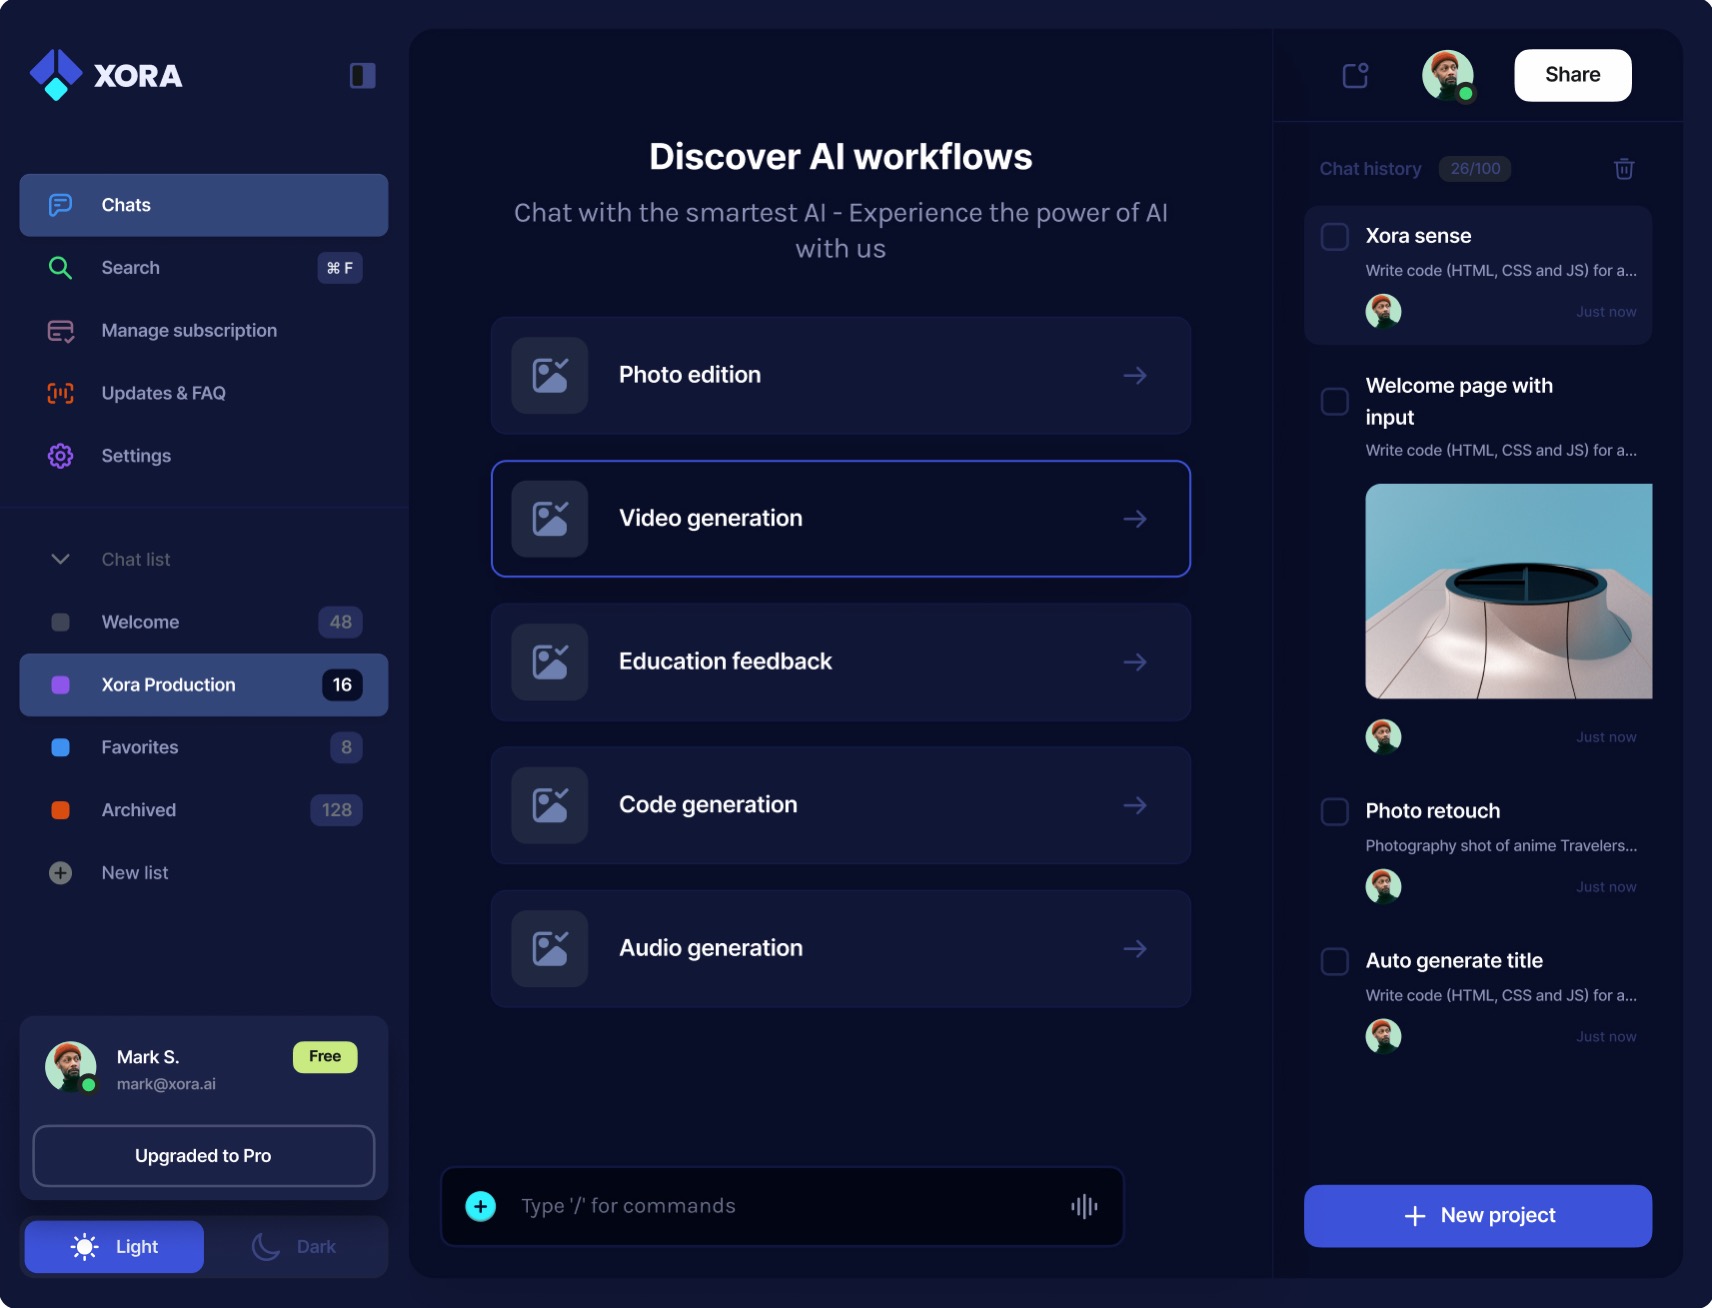 XORA
Chats
Search
⌘ F
Manage subscription
Updates & FAQ
Settings
Chat list
Welcome
48
Xora Production
16
Favorites
8
Archived
128
New list
Mark S.
mark@xora.ai
Free
Upgraded to Pro
Light
Dark
Discover AI workflows
Chat with the smartest AI - Experience the power of AI
with us
Photo edition
Video generation
Education feedback
Code generation
Audio generation
Type '/' for commands
Share
Chat history
26/100
Xora sense
Write code (HTML, CSS and JS) for a...
Just now
Welcome page with
input
Write code (HTML, CSS and JS) for a...
Just now
Photo retouch
Photography shot of anime Travelers...
Just now
Auto generate title
Write code (HTML, CSS and JS) for a...
Just now
New project